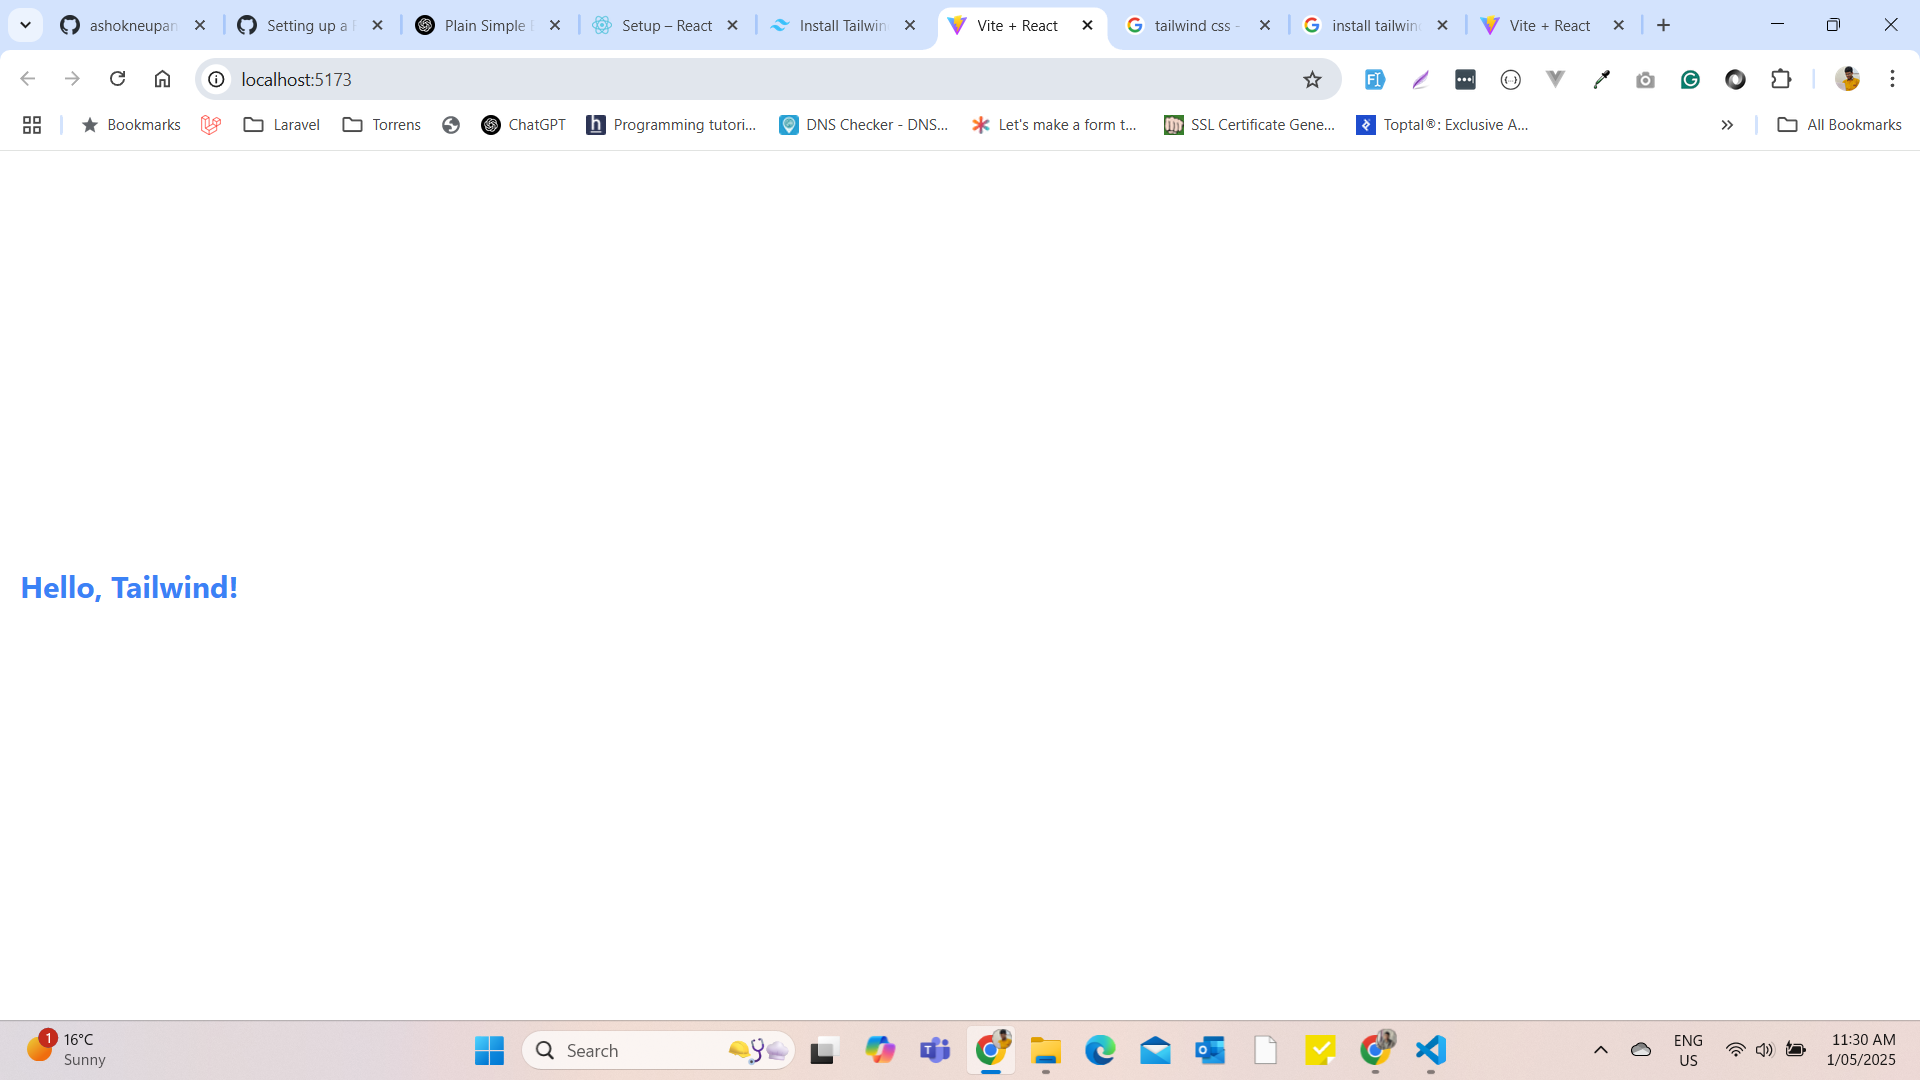 ashokneupan
Setting up a
Plain Simple
Setup – React
Install Tailwin
Vite + React
tailwind css -
install tailwin
Vite + React
localhost:5173
Bookmarks
Laravel
Torrens
ChatGPT
Programming tutori...
DNS Checker - DNS...
Let's make a form t...
SSL Certificate Gene...
Toptal®: Exclusive A...
All Bookmarks
Hello, Tailwind!
1
16°C
Sunny
Search
ENG
US
11:30 AM
1/05/2025